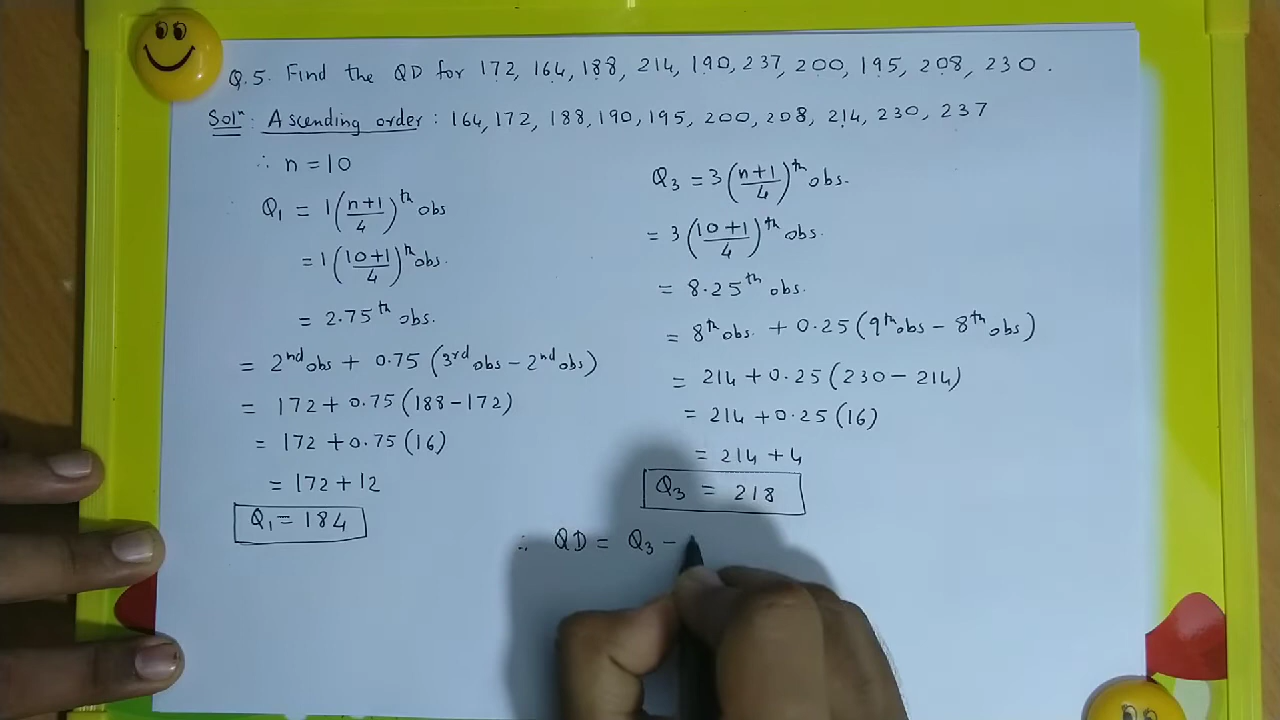 Q.5. Find the QD for 172, 164, 188, 214, 190, 237, 200, 195, 208, 230.
Solⁿ: Ascending order: 164, 172, 188, 190, 195, 200, 208, 214, 230, 237
∴ n = 10
Q₁ = 1(n+1/4)ᵗʰ obs
= 1(10+1/4)ʰ obs.
= 2.75ᵗʰ obs.
= 2ⁿᵈ obs + 0.75 (3ʳᵈ obs – 2ⁿᵈ obs)
= 172 + 0.75 (188 – 172)
= 172 + 0.75 (16)
= 172 + 12
Q₁ = 184
Q₃ = 3(n+1/4)ᵗʰ obs.
= 3(10+1/4)ᵗʰ obs.
= 8.25ᵗʰ obs.
= 8ᵗʰ obs. + 0.25 (9ᵗʰ obs – 8ᵗʰ obs)
= 214 + 0.25 (230 – 214)
= 214 + 0.25 (16)
= 214 + 4
Q₃ = 218
∴ QD = Q₃ –